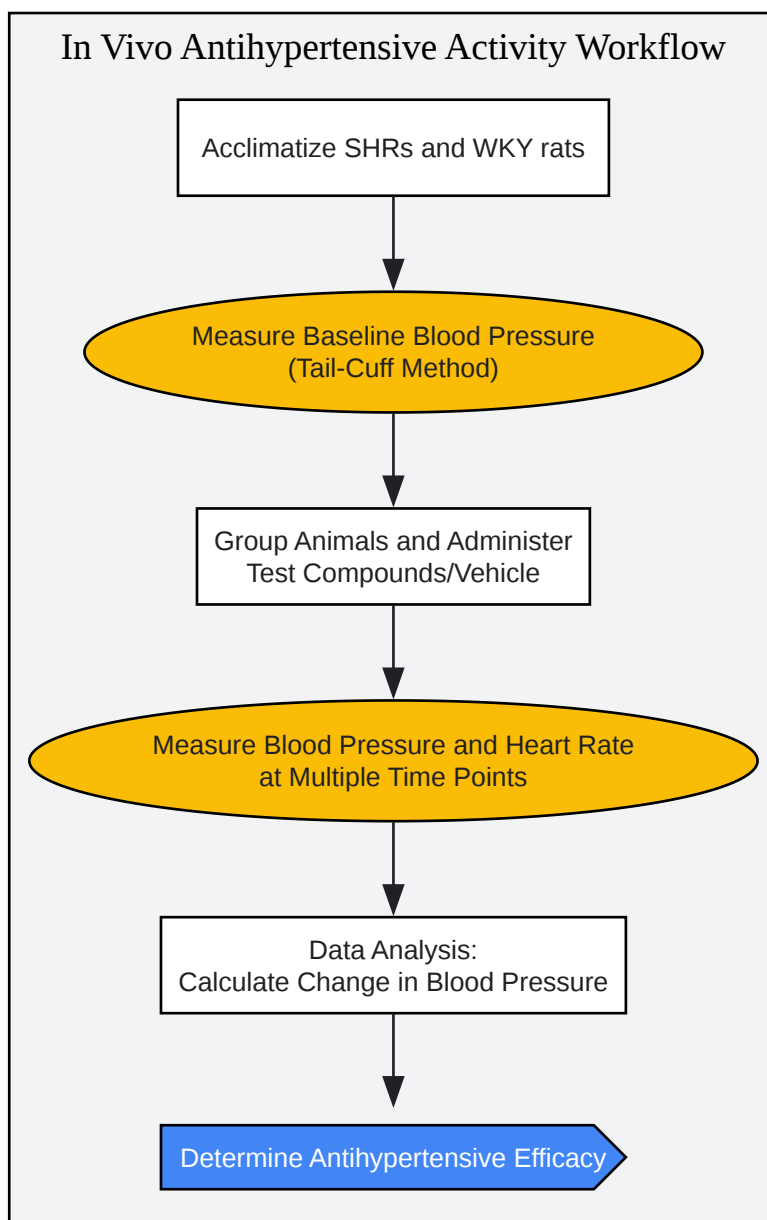 In Vivo Antihypertensive Activity Workflow
Acclimatize SHRs and WKY rats
Measure Baseline Blood Pressure
(Tail-Cuff Method)
Group Animals and Administer
Test Compounds/Vehicle
Measure Blood Pressure and Heart Rate
at Multiple Time Points
Data Analysis:
Calculate Change in Blood Pressure
Determine Antihypertensive Efficacy